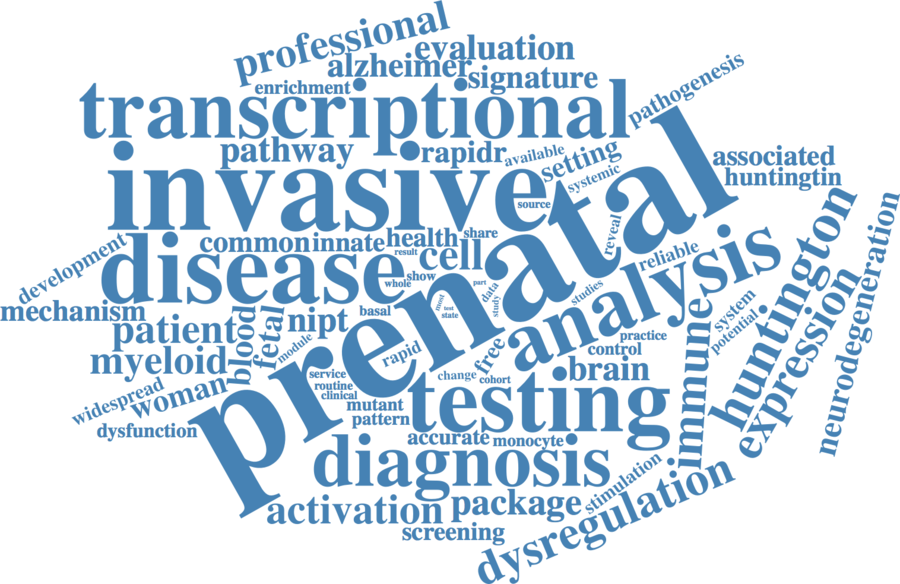 professional
evaluation
alzheimer
signature
enrichment
pathogenesis
transcriptional
pathway
rapidr
available
setting
systemic
associated
huntingtin
invasive
source
prenatal
reveal
development
disease
common
innate
health
share
result
cell
show
whole
part
data
study
most
test
state
reliable
studies
analysis
huntington
neurodegeneration
mechanism
patient
blood
fetal
nipt
basal
immune
system
potential
expression
myeloid
module
rapid
free
practice
control
change
cohort
brain
widespread
woman
service
routine
clinical
mutant
pattern
testing
dysfunction
accurate
monocyte
diagnosis
stimulation
activation
package
dysregulation
screening